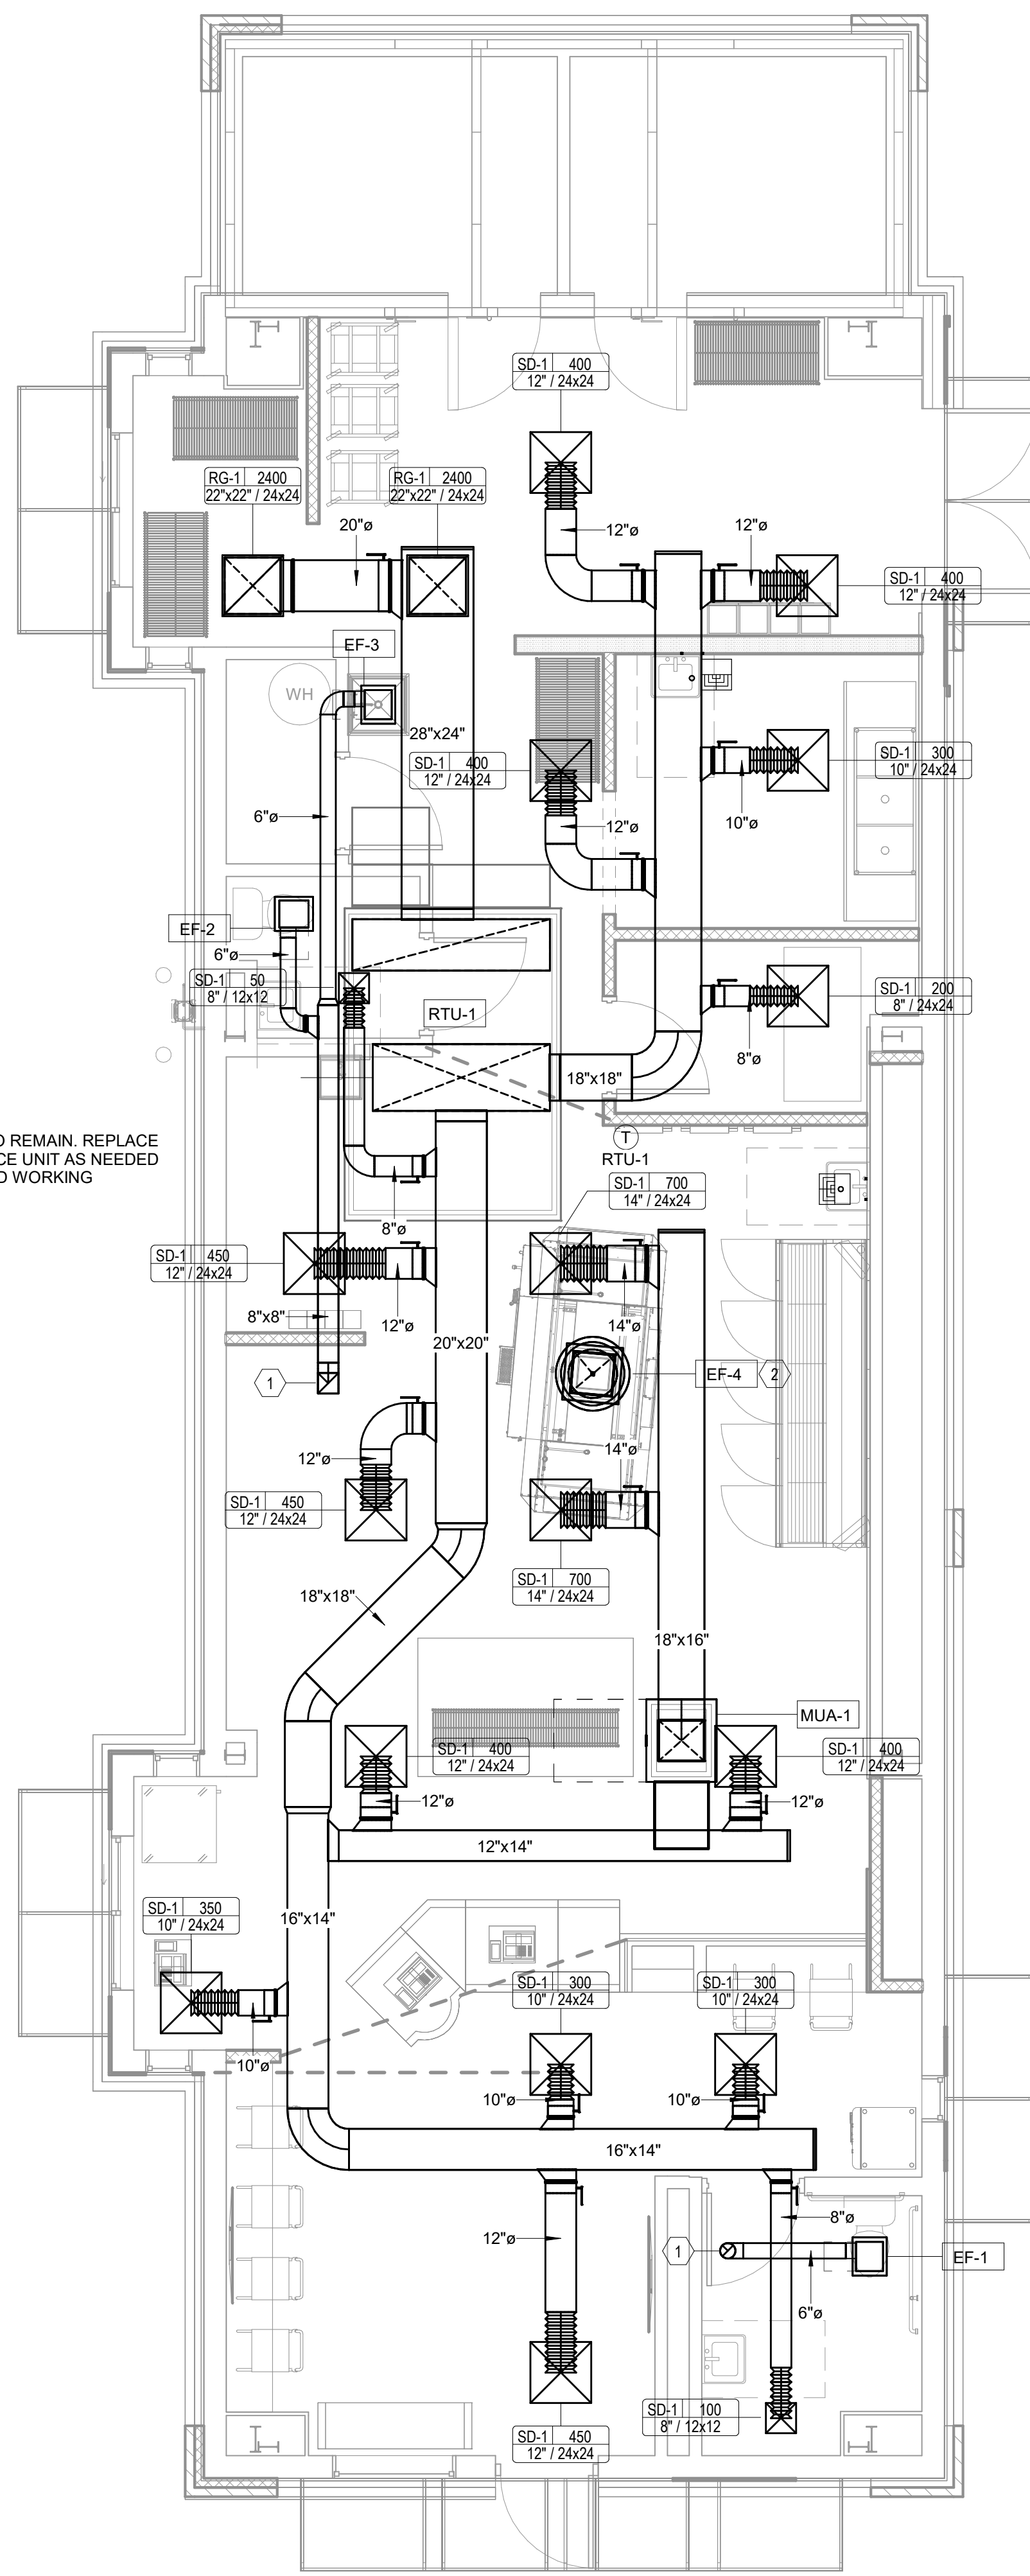 SD-1 400
12" / 24x24
RG-1 2400
22"x22" / 24x24
RG-1 2400
22"x22" / 24x24
20"ø
12"ø
12"ø
SD-1 400
12" / 24x24
EF-3
WH
28"x24"
SD-1 400
12" / 24x24
SD-1 300
10" / 24x24
6"ø
12"ø
10"ø
EF-2
6"ø
SD-1 50
8" / 12x12
SD-1 200
8" / 24x24
RTU-1
8"ø
18"x18"
O REMAIN. REPLACE
CE UNIT AS NEEDED
D WORKING
T
RTU-1
SD-1 700
14" / 24x24
8"ø
SD-1 450
12" / 24x24
8"x8"
12"ø
14"ø
20"x20"
1
EF-4
2
14"ø
12"ø
SD-1 450
12" / 24x24
SD-1 700
14" / 24x24
18"x18"
18"x16"
MUA-1
SD-1 400
12" / 24x24
SD-1 400
12" / 24x24
12"ø
12"ø
12"x14"
SD-1 350
10" / 24x24
16"x14"
SD-1 300
10" / 24x24
SD-1 300
10" / 24x24
10"ø
10"ø
10"ø
16"x14"
8"ø
12"ø
1
EF-1
6"ø
SD-1 100
8" / 12x12
SD-1 450
12" / 24x24